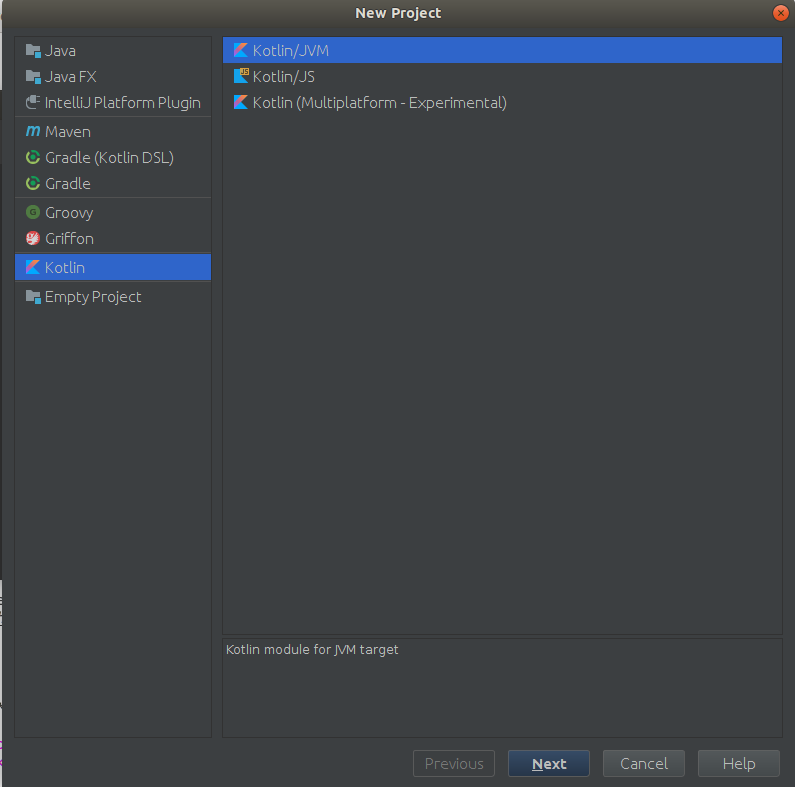 New Project
Java
Java FX
IntelliJ Platform Plugin
Maven
Gradle (Kotlin DSL)
Gradle
Groovy
Griffon
Kotlin
Empty Project
Kotlin/JVM
Kotlin/JS
Kotlin (Multiplatform - Experimental)
Kotlin module for JVM target
Previous
Next
Cancel
Help